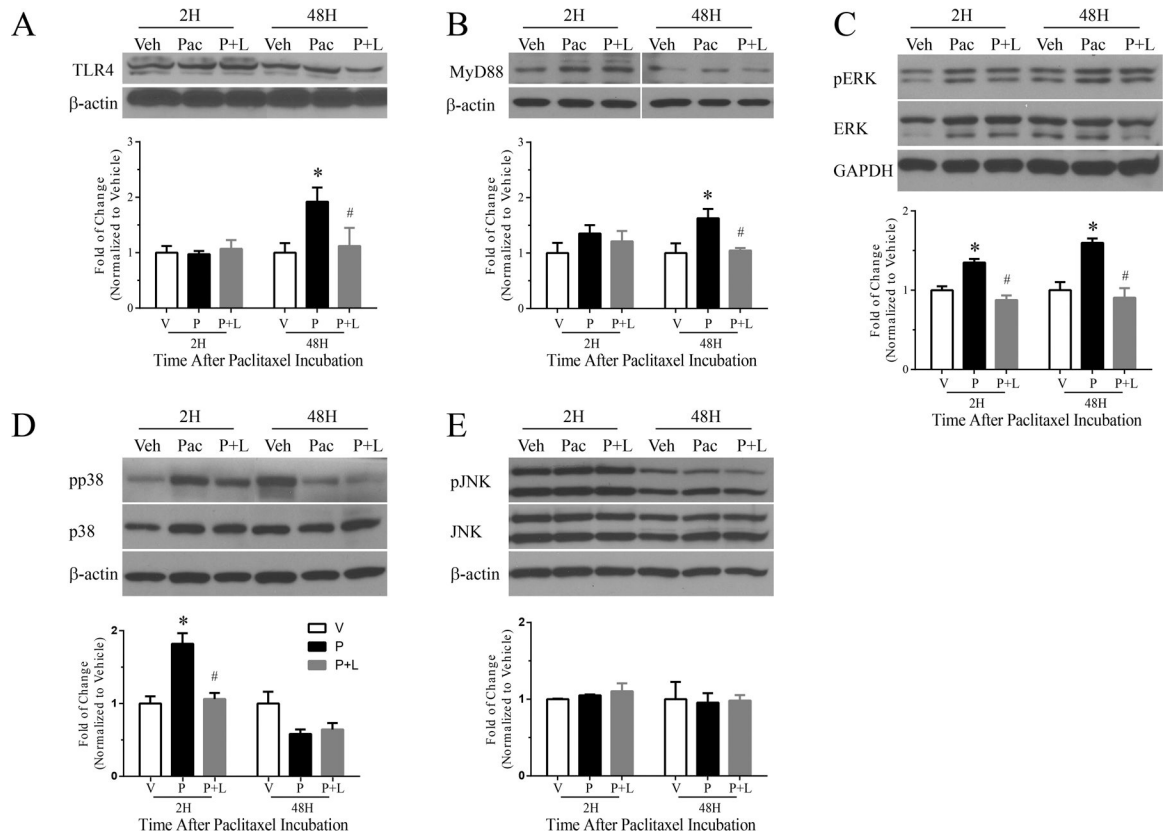 A
2H 48H
Veh Pac P+L Veh Pac P+L
TLR4
β-actin
Fold of Change
(Normalized to Vehicle)
3
2
1
0
*
#
V P P+L V P P+L
2H 48H
Time After Paclitaxel Incubation
B
2H 48H
Veh Pac P+L Veh Pac P+L
MyD88
β-actin
Fold of Change
(Normalized to Vehicle)
3
2
1
0
*
#
V P P+L V P P+L
2H 48H
Time After Paclitaxel Incubation
C
2H 48H
Veh Pac P+L Veh Pac P+L
pERK
ERK
GAPDH
Fold of Change
(Normalized to Vehicle)
2
1
0
* # * #
V P P+L V P P+L
2H 48H
Time After Paclitaxel Incubation
D
2H 48H
Veh Pac P+L Veh Pac P+L
pp38
p38
β-actin
Fold of Change
(Normalized to Vehicle)
2
1
0
*
#
V
P
P+L
V P P+L V P P+L
2H 48H
Time After Paclitaxel Incubation
E
2H 48H
Veh Pac P+L Veh Pac P+L
pJNK
JNK
β-actin
Fold of Change
(Normalized to Vehicle)
2
1
0
V P P+L V P P+L
2H 48H
Time After Paclitaxel Incubation